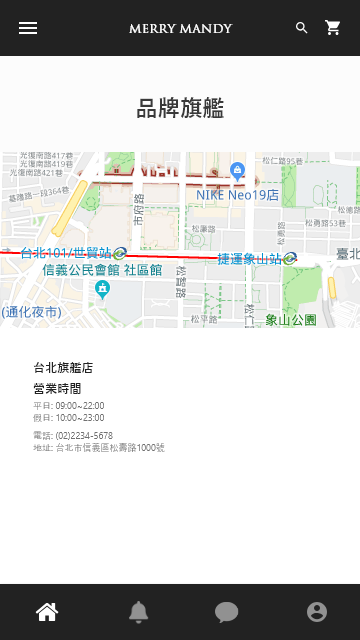 MERRY MANDY
品牌旗艦
光復南路417巷
光復南路419巷
光復南路421巷
松仁路95巷
基隆路一段364巷
NIKE Neo19店
市府路
松廉路
松勇路53巷
台北101/世貿站
捷運象山站
信義公民會館 社區館
松智路
(通化夜市)
松平路
象山公園
台北旗艦店
營業時間
平日: 09:00~22:00
假日: 10:00~23:00
電話: (02)2234-5678
地址: 台北市信義區松壽路1000號